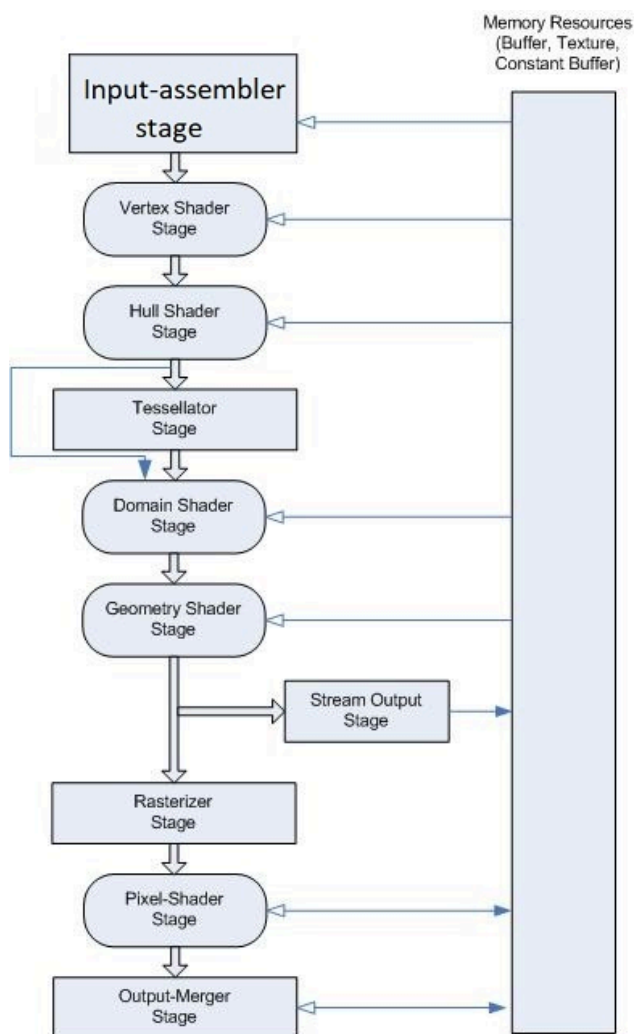 Memory Resources
(Buffer, Texture,
Constant Buffer)
Input-assembler
stage
Vertex Shader
Stage
Hull Shader
Stage
Tessellator
Stage
Domain Shader
Stage
Geometry Shader
Stage
Stream Output
Stage
Rasterizer
Stage
Pixel-Shader
Stage
Output-Merger
Stage